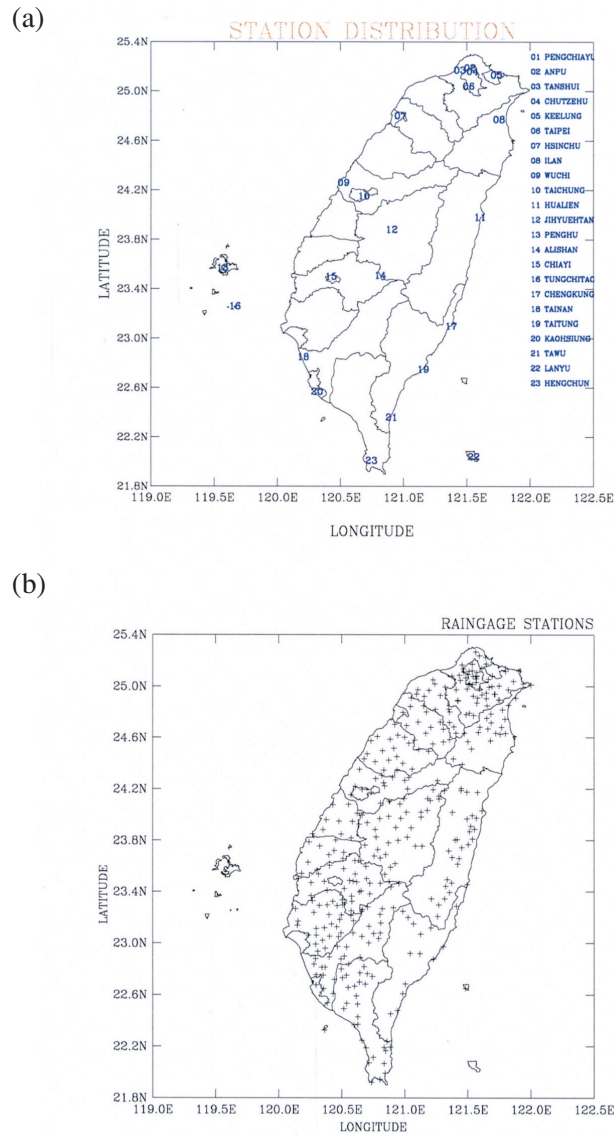 (a)
STATION DISTRIBUTION
25.4N
25.0N
24.6N
24.2N
23.8N
23.4N
23.0N
22.6N
22.2N
21.8N
LATITUDE
119.0E 119.5E 120.0E 120.5E 121.0E 121.5E 122.0E 122.5E
LONGITUDE
03 04 05
06
07
08
09
10
11
12
14
15
16
17
18
19
20
21
22
23
01 PENGCHIAYU
02 ANPU
03 TANSHUI
04 CHUTZEHU
05 KEELUNG
06 TAIPEI
07 HSINCHU
08 ILAN
09 WUCHI
10 TAICHUNG
11 HUALIEN
12 JIHYUEHTAN
13 PENGHU
14 ALISHAN
15 CHIAYI
16 TUNGCHITAO
17 CHENGKUNG
18 TAINAN
19 TAITUNG
20 KAOHSIUNG
21 TAWU
22 LANYU
23 HENGCHUN
(b)
RAINGAGE STATIONS
25.4N
25.0N
24.6N
24.2N
23.8N
23.4N
23.0N
22.6N
22.2N
21.8N
LATITUDE
119.0E 119.5E 120.0E 120.5E 121.0E 121.5E 122.0E 122.5E
LONGITUDE